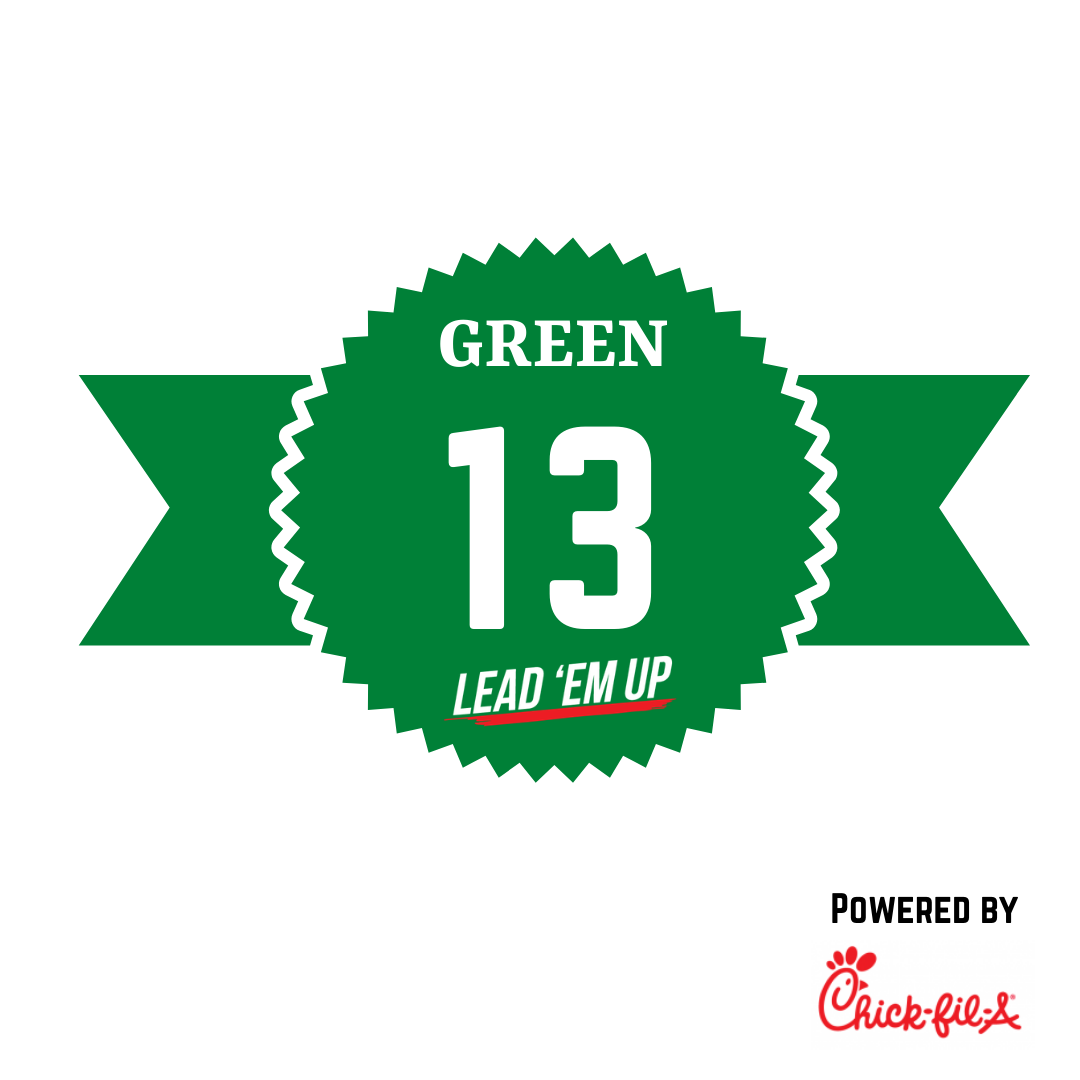 GREEN
13
LEAD ‘EM UP
POWERED BY
Chick-fil-A®